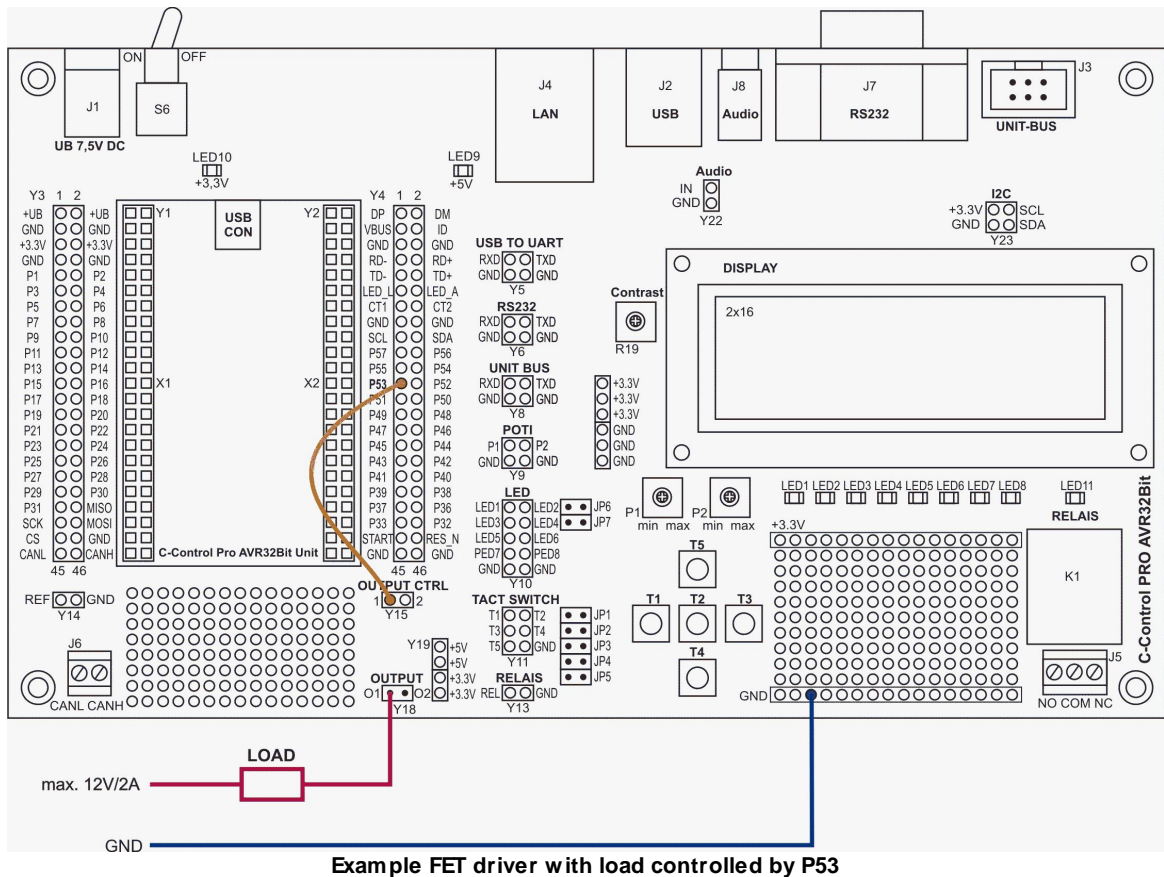 ON OFF
J1
S6
UB 7,5V DC
J4
LAN
J2
USB
J8
Audio
J7
RS232
J3
UNIT-BUS
LED10
+3,3V
LED9
+5V
Audio
IN
GND
Y22
I2C
+3.3V SCL
GND SDA
Y23
Y3 1 2
+UB +UB
GND GND
+3.3V +3.3V
GND GND
P1 P2
P3 P4
P5 P6
P7 P8
P9 P10
P11 P12
P13 P14
P15 P16
P17 P18
P19 P20
P21 P22
P23 P24
P25 P26
P27 P28
P29 P30
P31 MISO
SCK MOSI
CS GND
CANL CANH
45 46
Y1
USB
CON
Y2
X1 X2
C-Control Pro AVR32Bit Unit
Y4 1 2
DP DM
VBUS ID
GND GND
RD- RD+
TD- TD+
LED_L LED_A
CT1 CT2
GND GND
SCL SDA
P57 P56
P55 P54
P53 P52
P51 P50
P49 P48
P47 P46
P45 P44
P43 P42
P41 P40
P39 P38
P37 P36
P33 P32
START RES_N
GND GND
45 46
USB TO UART
RXD TXD
GND GND
Y5
RS232
RXD TXD
GND GND
Y6
UNIT BUS
RXD TXD
GND GND
Y8
POTI
P1 P2
GND GND
Y9
LED
LED1 LED2 JP6
LED3 LED4 JP7
LED5 LED6
PED7 PED8
GND GND
Y10
TACT SWITCH
T1 T2 JP1
T3 T4 JP2
T5 GND JP3
Y11 JP4
JP5
RELAIS
REL GND
Y13
Contrast
R19
+3.3V
+3.3V
+3.3V
GND
GND
GND
DISPLAY
2x16
P1 P2
min max min max
LED1 LED2 LED3 LED4 LED5 LED6 LED7 LED8
LED11
RELAIS
+3.3V
K1
T5
T1 T2 T3
T4
GND
J5
NO COM NC
C-Control PRO AVR32Bit
REF GND
Y14
J6
CANL CANH
OUTPUT CTRL
1 2
Y15
Y19 +5V
+5V
+3.3V
+3.3V
OUTPUT
O1 O2
Y18
LOAD
max. 12V/2A
GND
Example FET driver with load controlled by P53